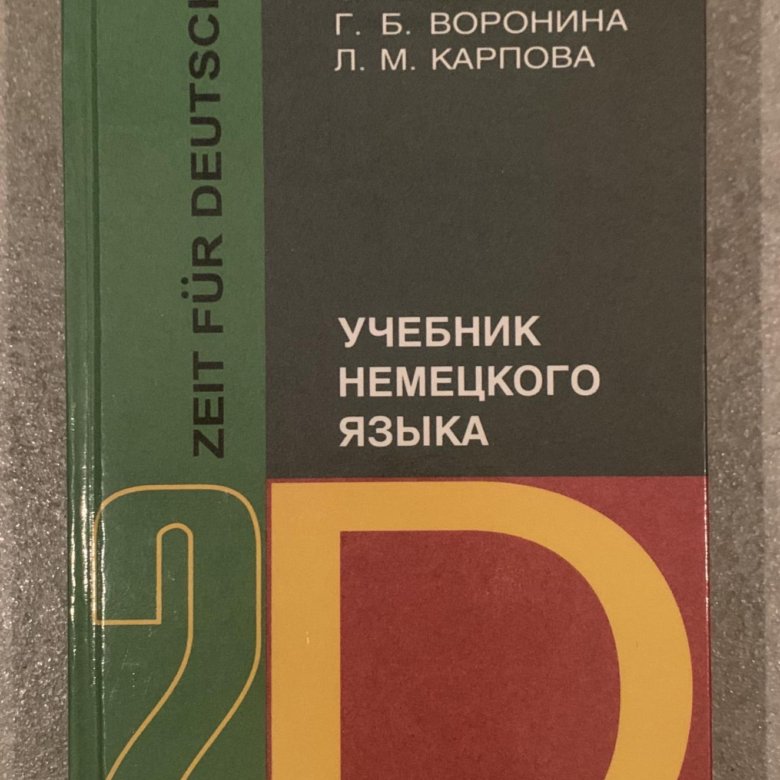 Г. Б. ВОРОНИНА
Л. М. КАРПОВА
ZEIT FÜR DEUTSCH
УЧЕБНИК
НЕМЕЦКОГО
ЯЗЫКА
2
D